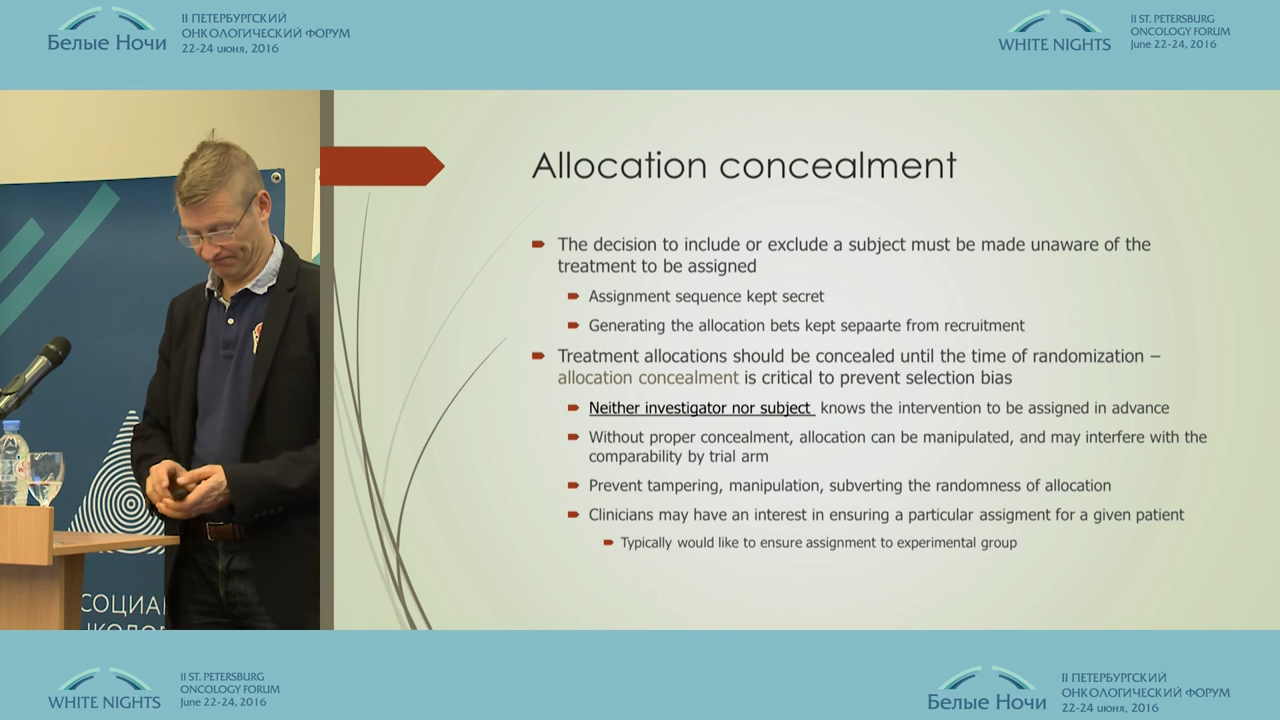 II ПЕТЕРБУРГСКИЙ
ОНКОЛОГИЧЕСКИЙ ФОРУМ
Белые Ночи
22-24 июня, 2016
II ST. PETERSBURG
ONCOLOGY FORUM
WHITE NIGHTS
June 22-24, 2016
Allocation concealment
The decision to include or exclude a subject must be made unaware of the
treatment to be assigned
Assignment sequence kept secret
Generating the allocation bets kept sepaarte from recruitment
Treatment allocations should be concealed until the time of randomization –
allocation concealment is critical to prevent selection bias
Neither investigator nor subject knows the intervention to be assigned in advance
Without proper concealment, allocation can be manipulated, and may interfere with the
comparability by trial arm
Prevent tampering, manipulation, subverting the randomness of allocation
Clinicians may have an interest in ensuring a particular assigment for a given patient
Typically would like to ensure assignment to experimental group
СОЦИА
II ST. PETERSBURG
ONCOLOGY FORUM
WHITE NIGHTS
June 22-24, 2016
II ПЕТЕРБУРГСКИЙ
ОНКОЛОГИЧЕСКИЙ ФОРУМ
Белые Ночи
22-24 июня, 2016